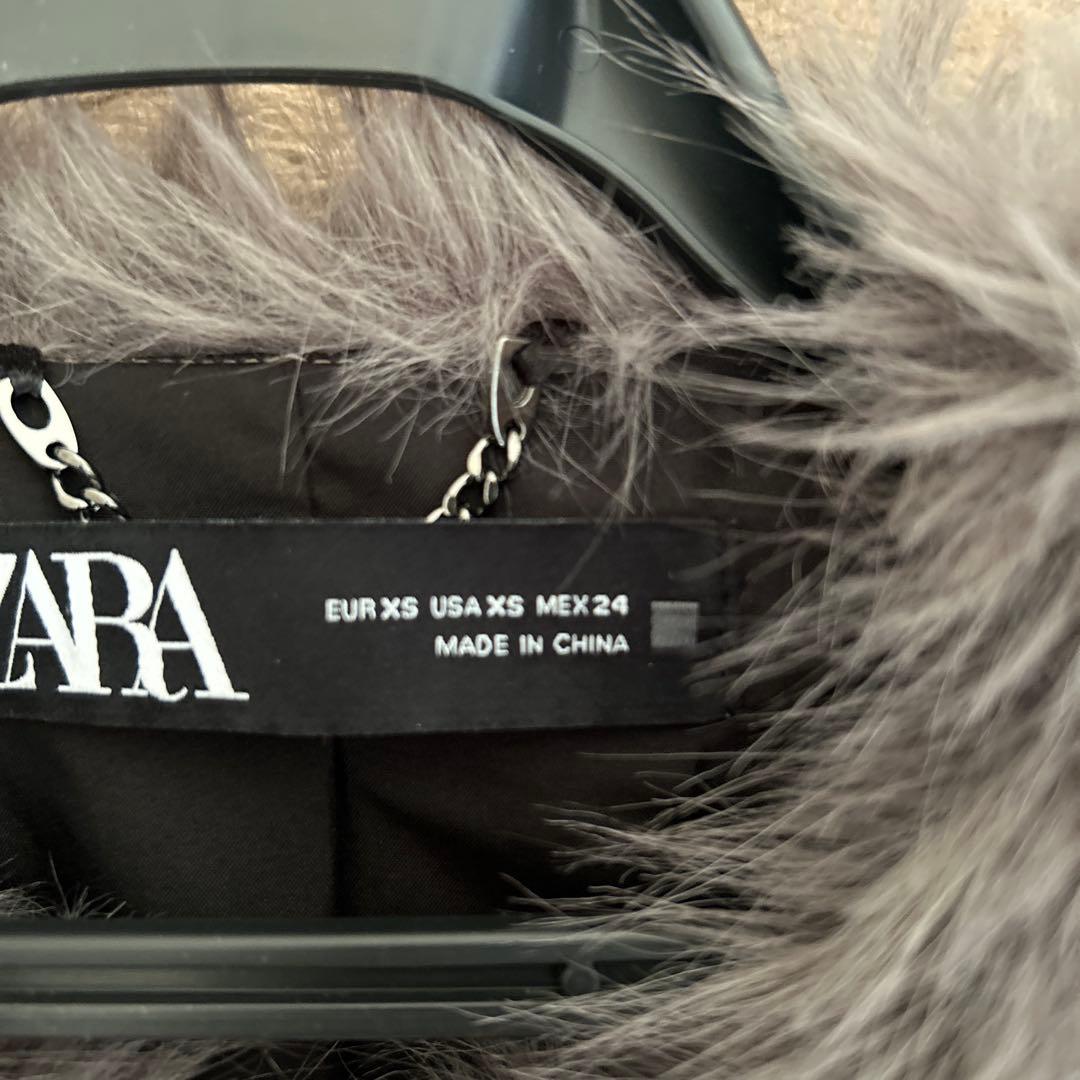 ZARA
EUR XS USA XS MEX 24
MADE IN CHINA